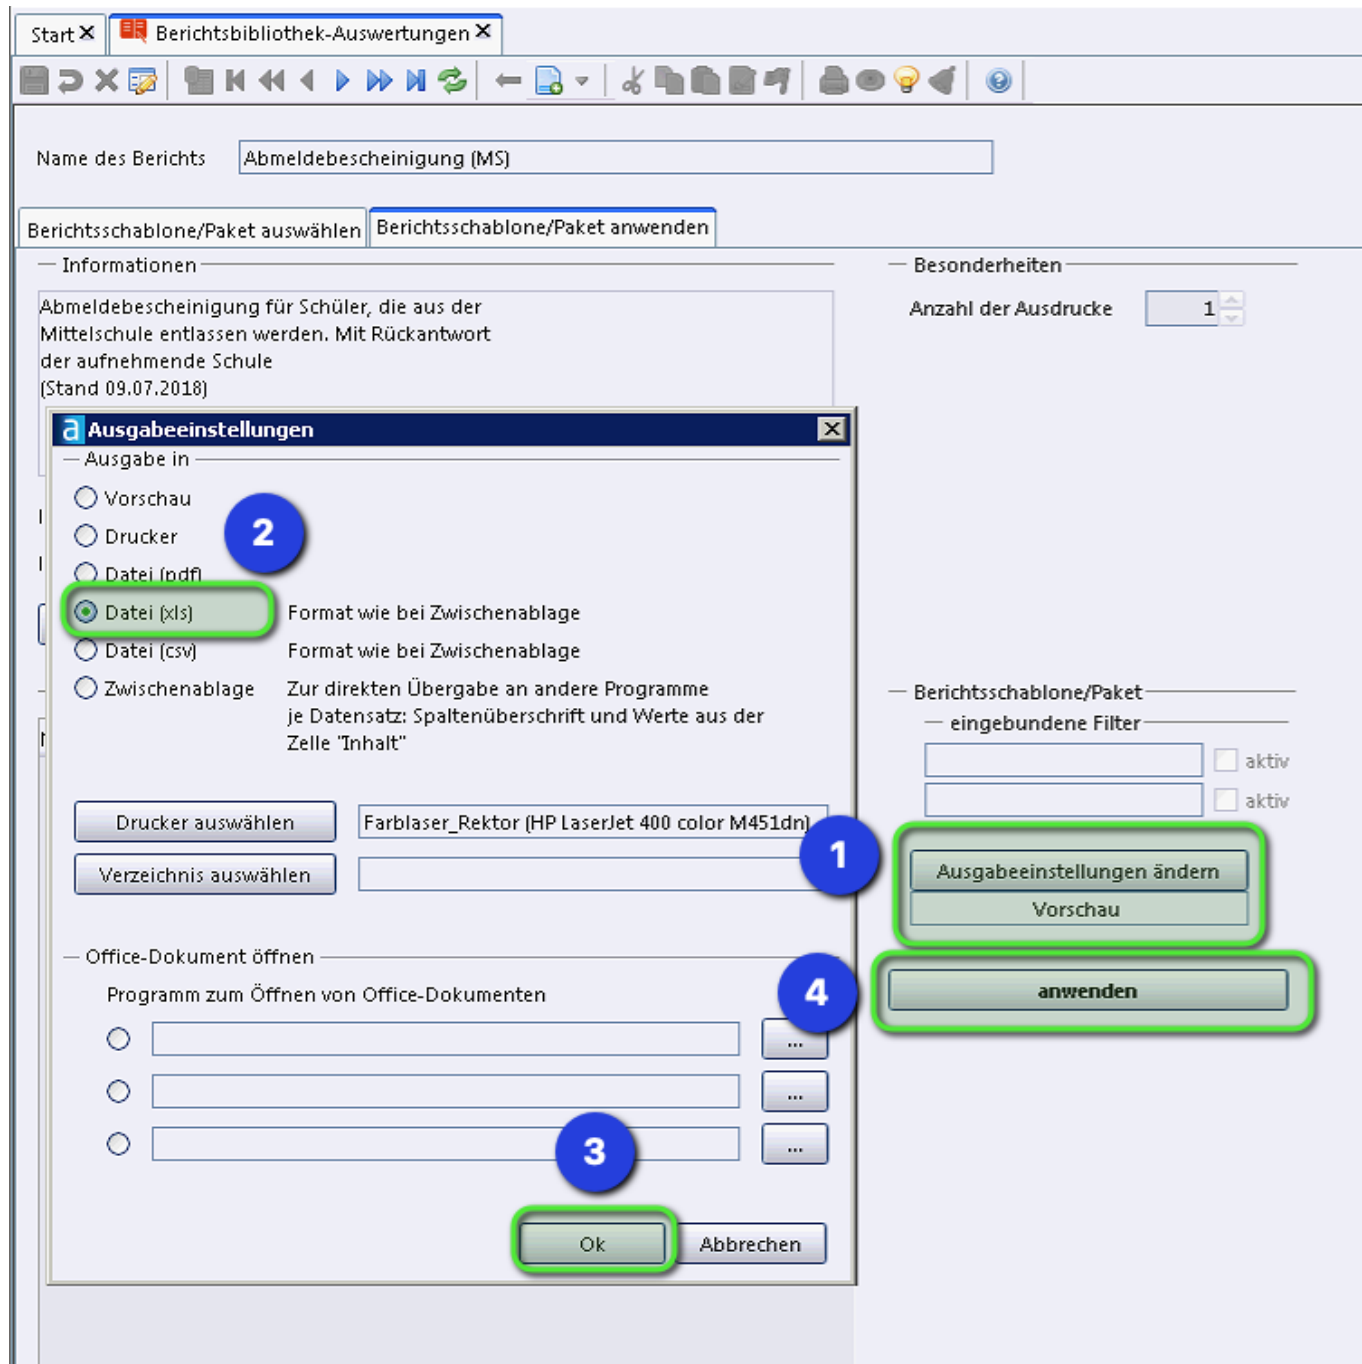 Start
Berichtsbibliothek-Auswertungen
Name des Berichts
Abmeldebescheinigung (MS)
Berichtsschablone/Paket auswählen
Berichtsschablone/Paket anwenden
Informationen
Abmeldebescheinigung für Schüler, die aus der
Mittelschule entlassen werden. Mit Rückantwort
der aufnehmende Schule
(Stand 09.07.2018)
Besonderheiten
Anzahl der Ausdrucke
1
a Ausgabeeinstellungen
Ausgabe in
Vorschau
Drucker
2
Datei (pdf)
Datei (xls)
Format wie bei Zwischenablage
Datei (csv)
Format wie bei Zwischenablage
Zwischenablage
Zur direkten Übergabe an andere Programme
je Datensatz: Spaltenüberschrift und Werte aus der
Zelle "Inhalt"
Drucker auswählen
Farblaser_Rektor (HP LaserJet 400 color M451dn)
Verzeichnis auswählen
Office-Dokument öffnen
Programm zum Öffnen von Office-Dokumenten
...
...
...
3
Ok
Abbrechen
Berichtsschablone/Paket
eingebundene Filter
aktiv
aktiv
1
Ausgabeeinstellungen ändern
Vorschau
4
anwenden